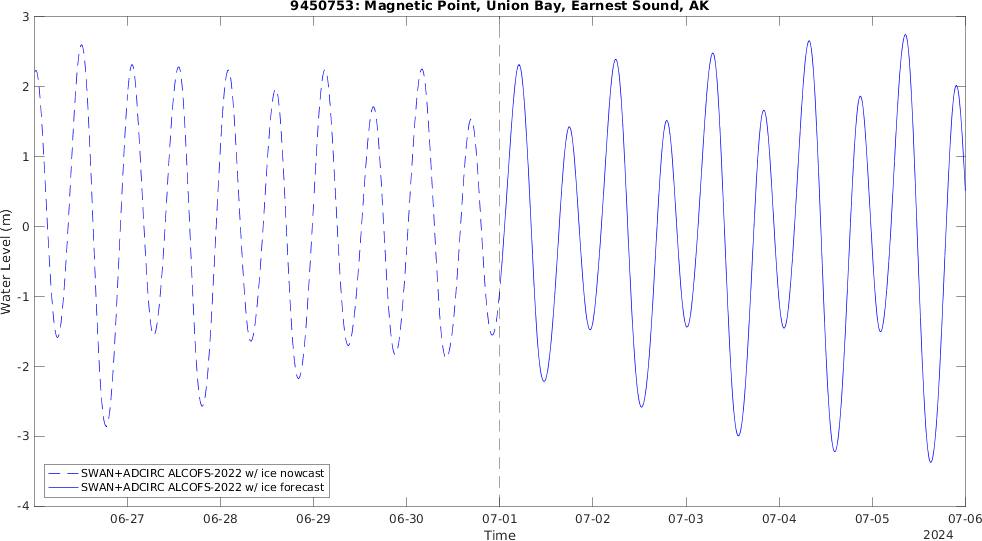 9450753: Magnetic Point, Union Bay, Earnest Sound, AK
3
2
1
0
-1
-2
-3
-4
Water Level (m)
SWAN+ADCIRC ALCOFS-2022 w/ ice nowcast
SWAN+ADCIRC ALCOFS-2022 w/ ice forecast
06-27 06-28 06-29 06-30 07-01 07-02 07-03 07-04 07-05 07-06
Time
2024